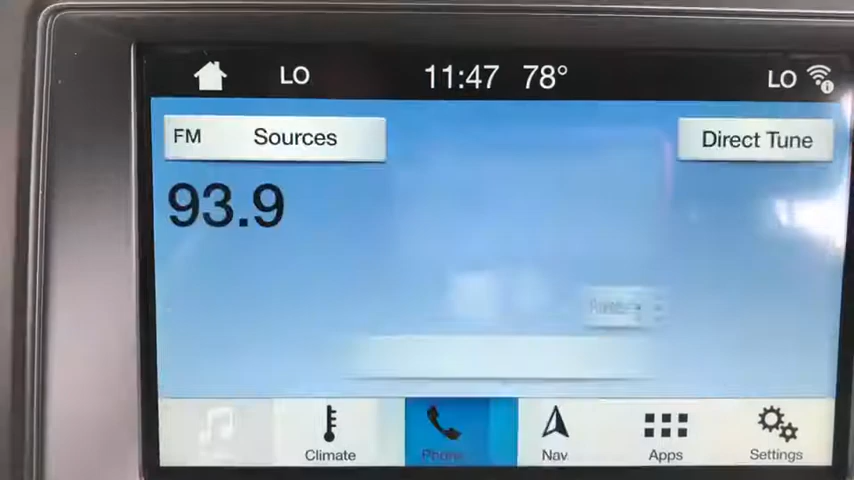 LO 11:47 78° LO
FM Sources Direct Tune
93.9
Climate Phone Nav Apps Settings